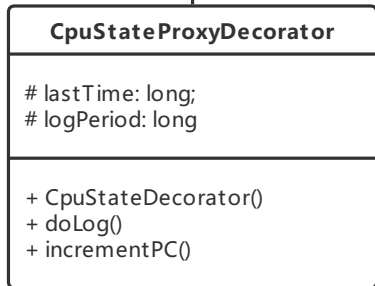 CpuStateProxyDecorator
# lastTime: long;
# logPeriod: long
+ CpuStateDecorator()
+ doLog()
+ incrementPC()